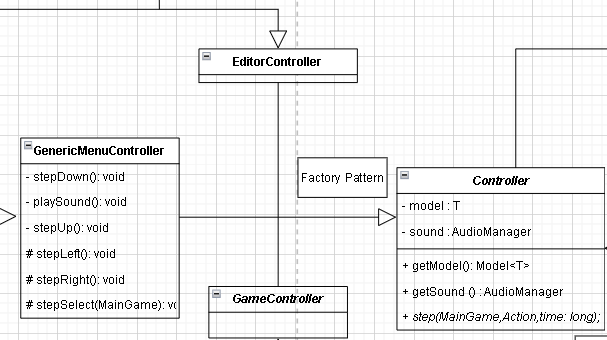 EditorController
GenericMenuController
- stepDown(): void
- playSound(): void
- stepUp(): void
# stepLeft(): void
# stepRight(): void
# stepSelect(MainGame):
Factory Pattern
Controller
- model : T
- sound : AudioManager
+ getModel(): Model<T>
+ getSound () : AudioManager
+ step(MainGame,Action,time: long);
GameController